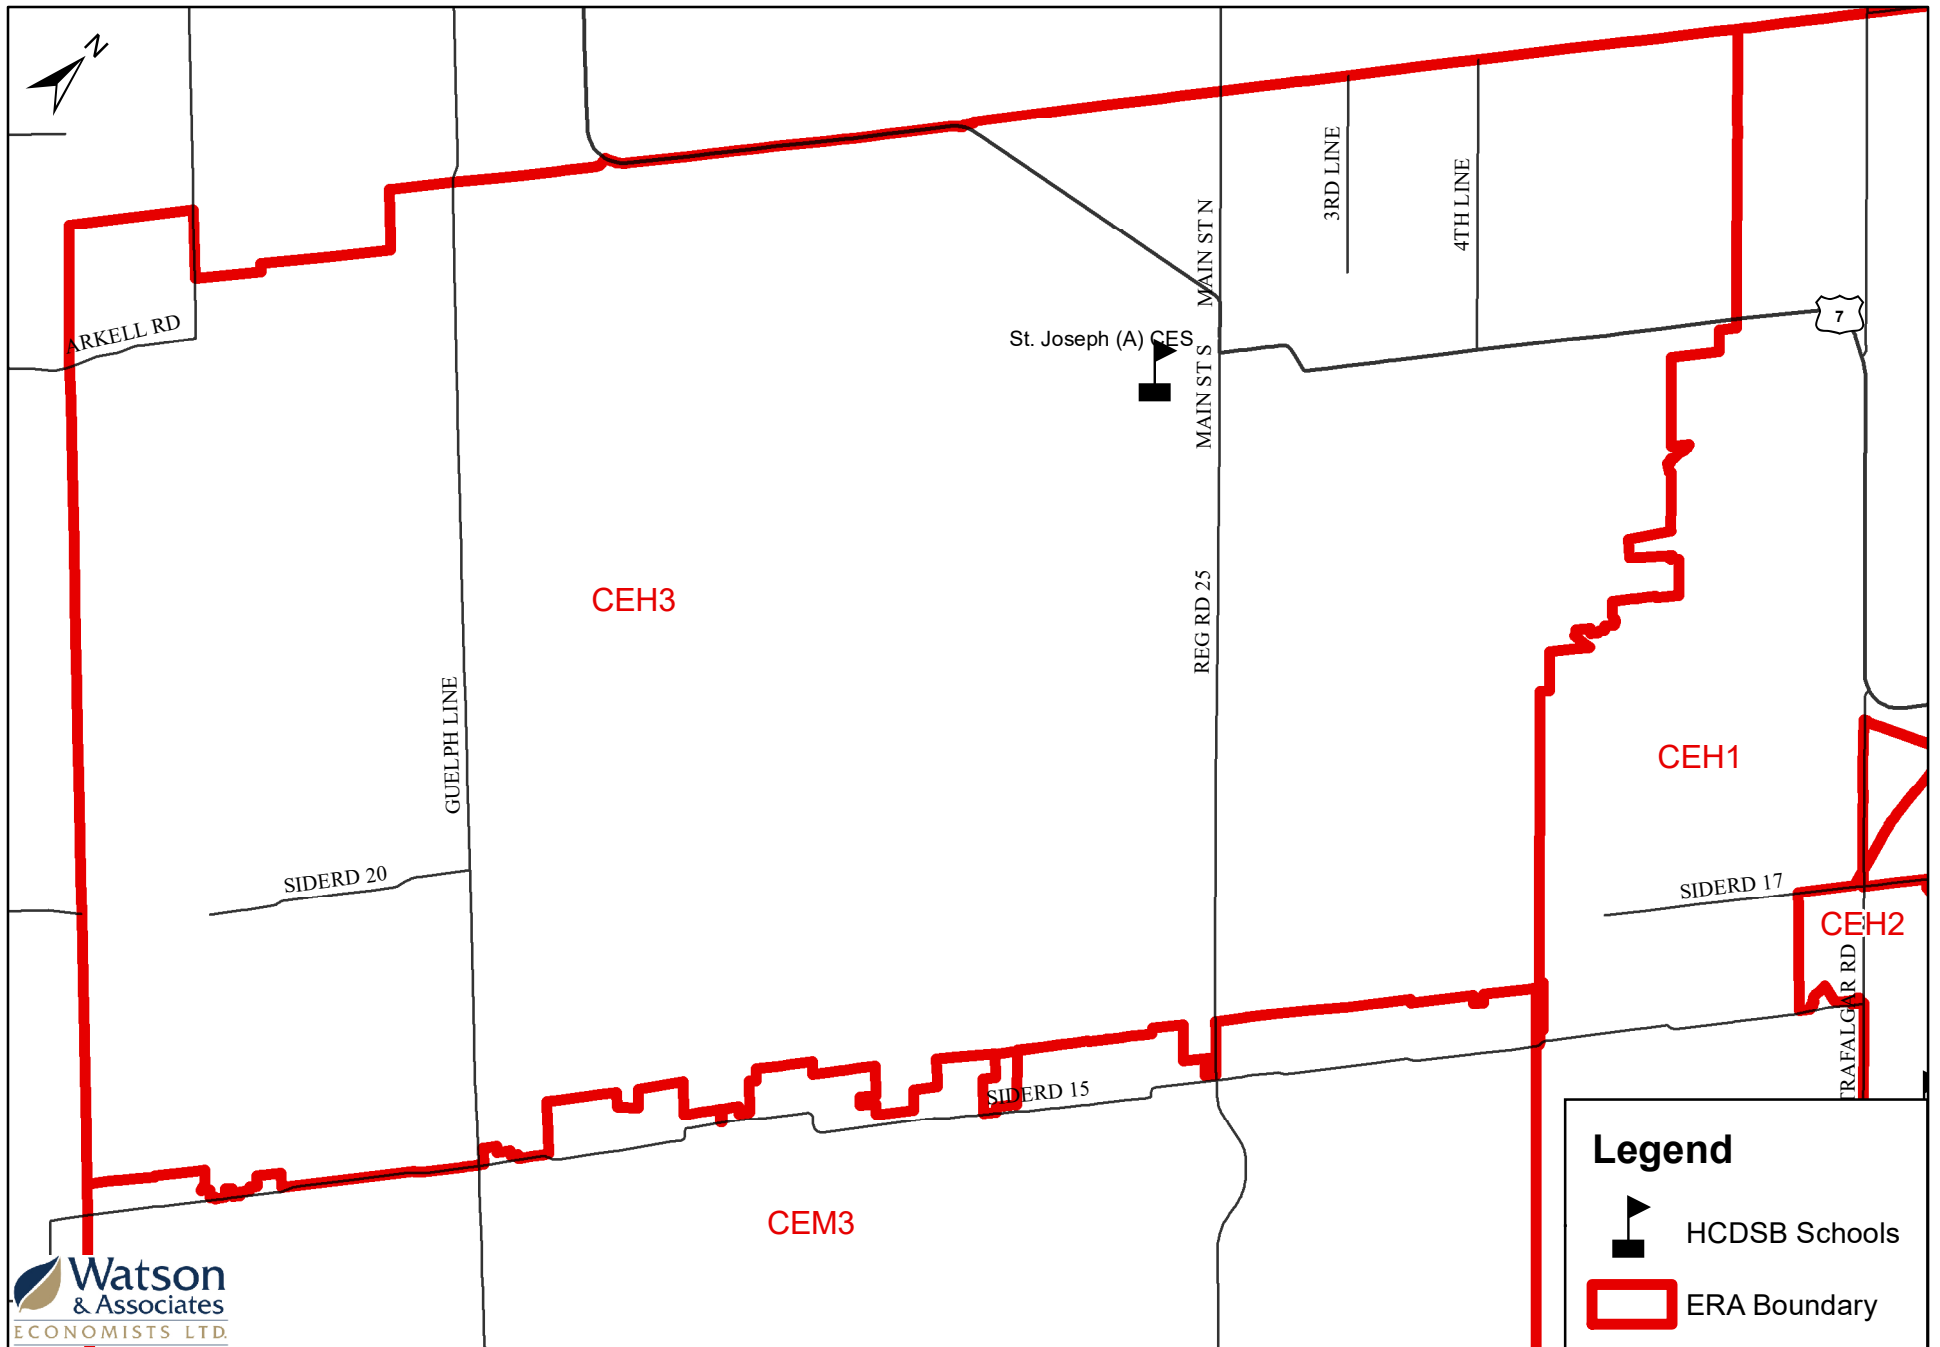 N
3RD LINE
4TH LINE
MAIN ST N
7
ARKELL RD
St. Joseph (A) CES
MAIN ST S
CEH3
REG RD 25
GUELPH LINE
CEH1
SIDERD 20
SIDERD 17
CEH2
TRAFALGAR RD
SIDERD 15
CEM3
Legend
HCDSB Schools
ERA Boundary
Watson
& Associates
ECONOMISTS LTD.